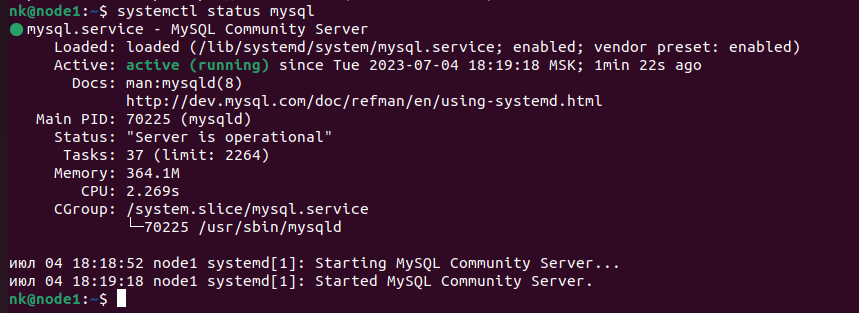 nk@node1:~$ systemctl status mysql
● mysql.service - MySQL Community Server
     Loaded: loaded (/lib/systemd/system/mysql.service; enabled; vendor preset: enabled)
     Active: active (running) since Tue 2023-07-04 18:19:18 MSK; 1min 22s ago
       Docs: man:mysqld(8)
             http://dev.mysql.com/doc/refman/en/using-systemd.html
   Main PID: 70225 (mysqld)
     Status: "Server is operational"
      Tasks: 37 (limit: 2264)
     Memory: 364.1M
        CPU: 2.269s
     CGroup: /system.slice/mysql.service
             └─70225 /usr/sbin/mysqld
июл 04 18:18:52 node1 systemd[1]: Starting MySQL Community Server...
июл 04 18:19:18 node1 systemd[1]: Started MySQL Community Server.
nk@node1:~$